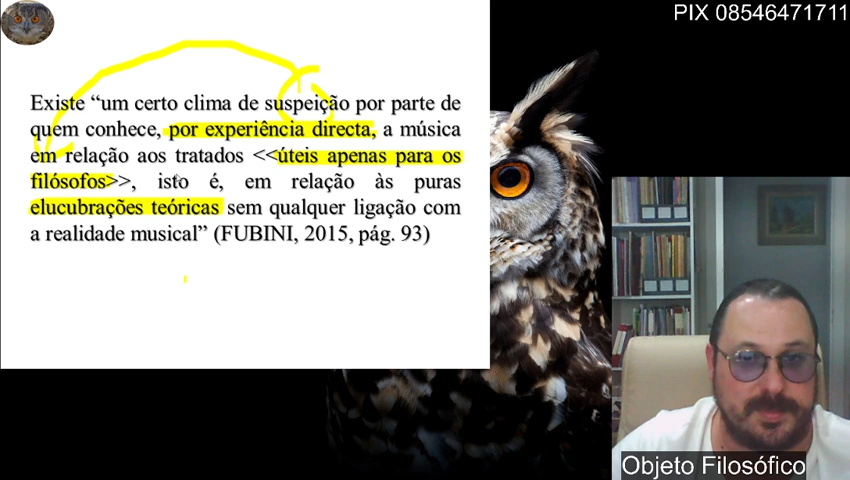 PIX 08546471711
Existe “um certo clima de suspeição por parte de
quem conhece, por experiência directa, a música
em relação aos tratados <<úteis apenas para os
filósofos>>, isto é, em relação às puras
elucubrações teóricas sem qualquer ligação com
a realidade musical” (FUBINI, 2015, pág. 93)
Objeto Filosófico